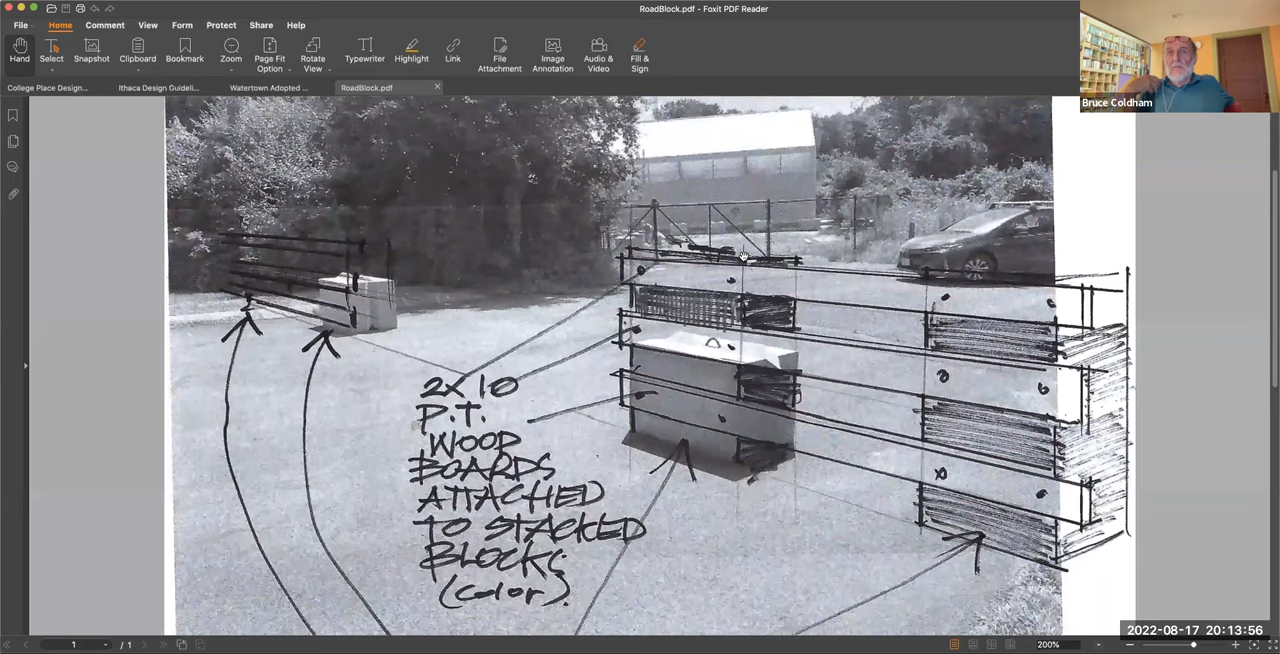 RoadBlock.pdf - Foxit PDF Reader
File Home Comment View Form Protect Share Help
Hand Select Snapshot Clipboard Bookmark Zoom Page Fit Option Rotate View Typewriter Highlight Link File Attachment Image Annotation Audio & Video Fill & Sign
College Place Design... Ithaca Design Guideli... Watertown Adopted ... RoadBlock.pdf
Bruce Coldham
2X10
P.T.
WOOD
BOARDS
ATTACHED
TO STACKED
BLOCKS
(Color).
2022-08-17 20:13:56
1 / 1
200%